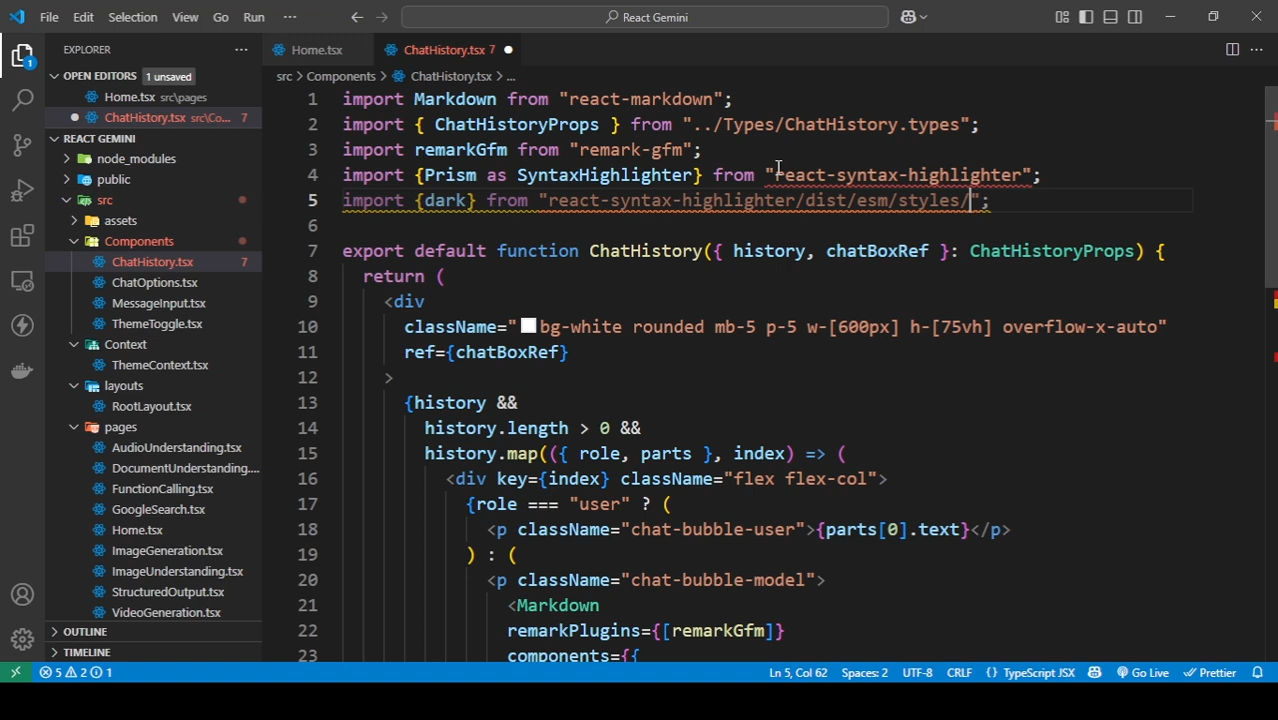 File Edit Selection View Go Run ···
React Gemini
EXPLORER
OPEN EDITORS 1 unsaved
Home.tsx src\pages
ChatHistory.tsx src\Co... 7
REACT GEMINI
node_modules
public
src
assets
Components
ChatHistory.tsx 7
ChatOptions.tsx
MessageInput.tsx
ThemeToggle.tsx
Context
ThemeContext.tsx
layouts
RootLayout.tsx
pages
AudioUnderstanding.tsx
DocumentUnderstanding....
FunctionCalling.tsx
GoogleSearch.tsx
Home.tsx
ImageGeneration.tsx
ImageUnderstanding.tsx
StructuredOutput.tsx
VideoGeneration.tsx
OUTLINE
TIMELINE
Home.tsx ChatHistory.tsx 7
src > Components > ChatHistory.tsx > ...
1 import Markdown from "react-markdown";
2 import { ChatHistoryProps } from "../Types/ChatHistory.types";
3 import remarkGfm from "remark-gfm";
4 import {Prism as SyntaxHighlighter} from "react-syntax-highlighter";
5 import {dark} from "react-syntax-highlighter/dist/esm/styles/";
6
7 export default function ChatHistory({ history, chatBoxRef }: ChatHistoryProps) {
8 return (
9 <div
10 className="bg-white rounded mb-5 p-5 w-[600px] h-[75vh] overflow-x-auto"
11 ref={chatBoxRef}
12 >
13 {history &&
14 history.length > 0 &&
15 history.map(({ role, parts }, index) => (
16 <div key={index} className="flex flex-col">
17 {role === "user" ? (
18 <p className="chat-bubble-user">{parts[0].text}</p>
19 ) : (
20 <p className="chat-bubble-model">
21 <Markdown
22 remarkPlugins={[remarkGfm]}
23 components={{
5 2 1 Ln 5, Col 62 Spaces: 2 UTF-8 CRLF {} TypeScript JSX Go Live Prettier